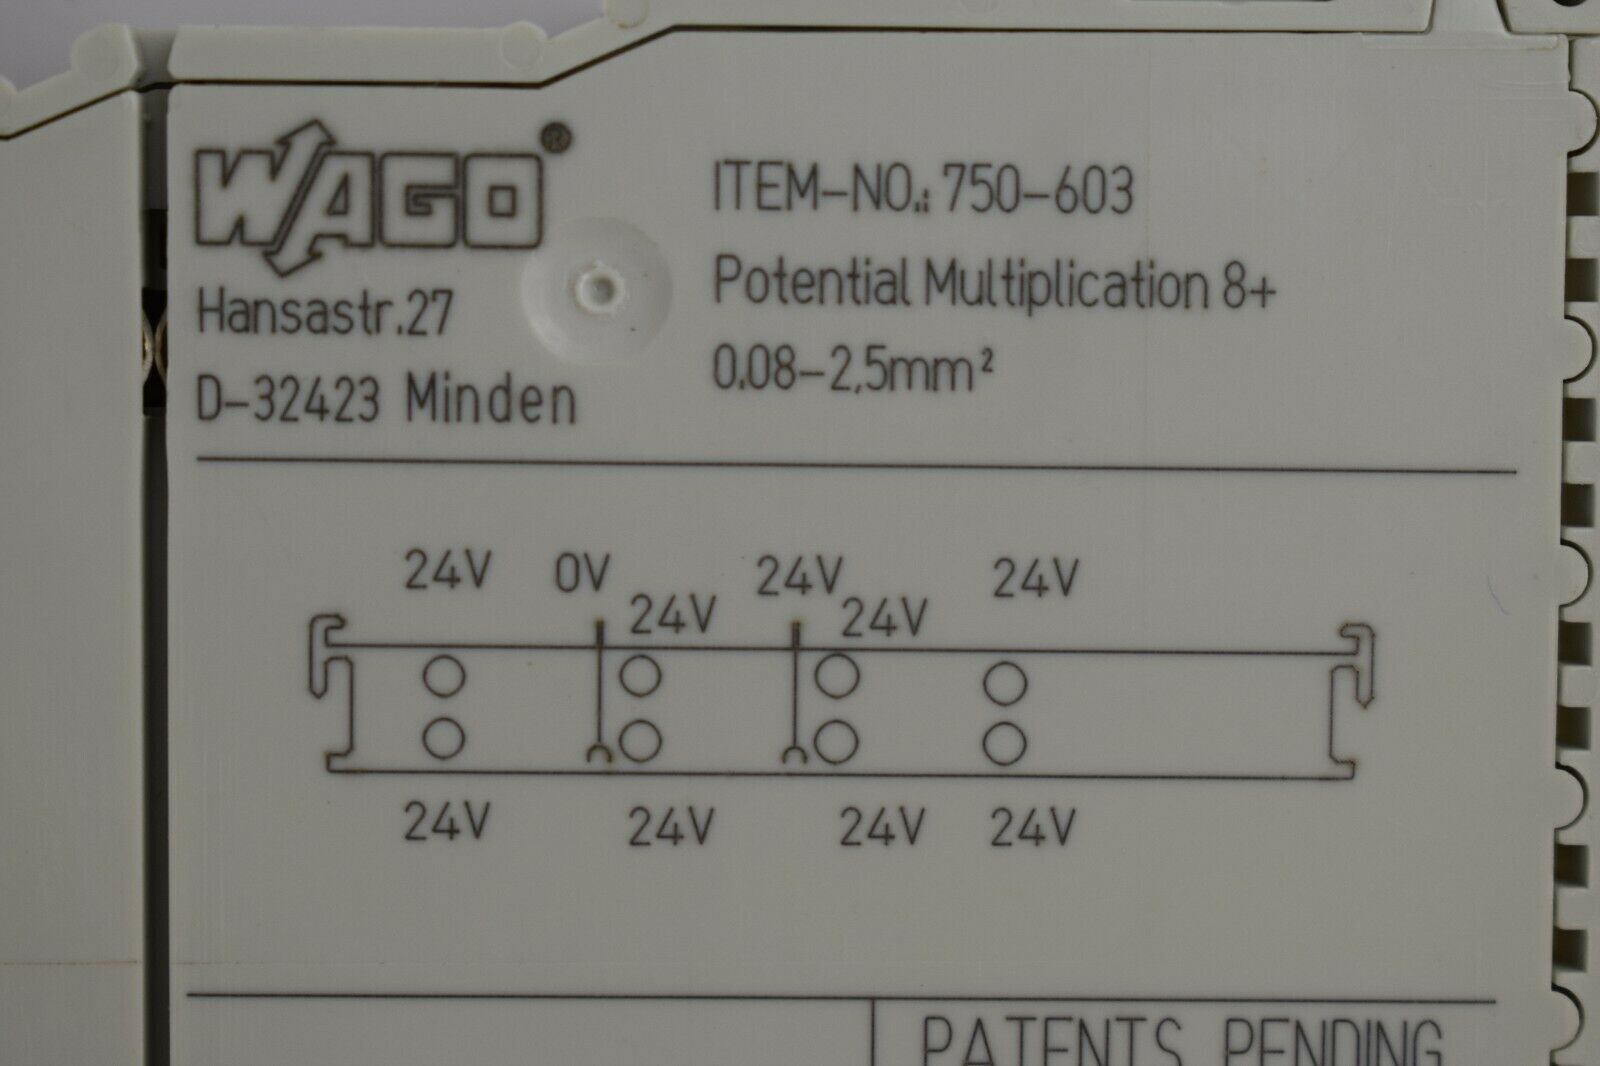 WAGO®
Hansastr.27
D-32423 Minden
ITEM-NO.: 750-603
Potential Multiplication 8+
0.08-2,5mm²
24V 0V 24V 24V
24V 24V
24V 24V 24V 24V
PATENTS PENDING